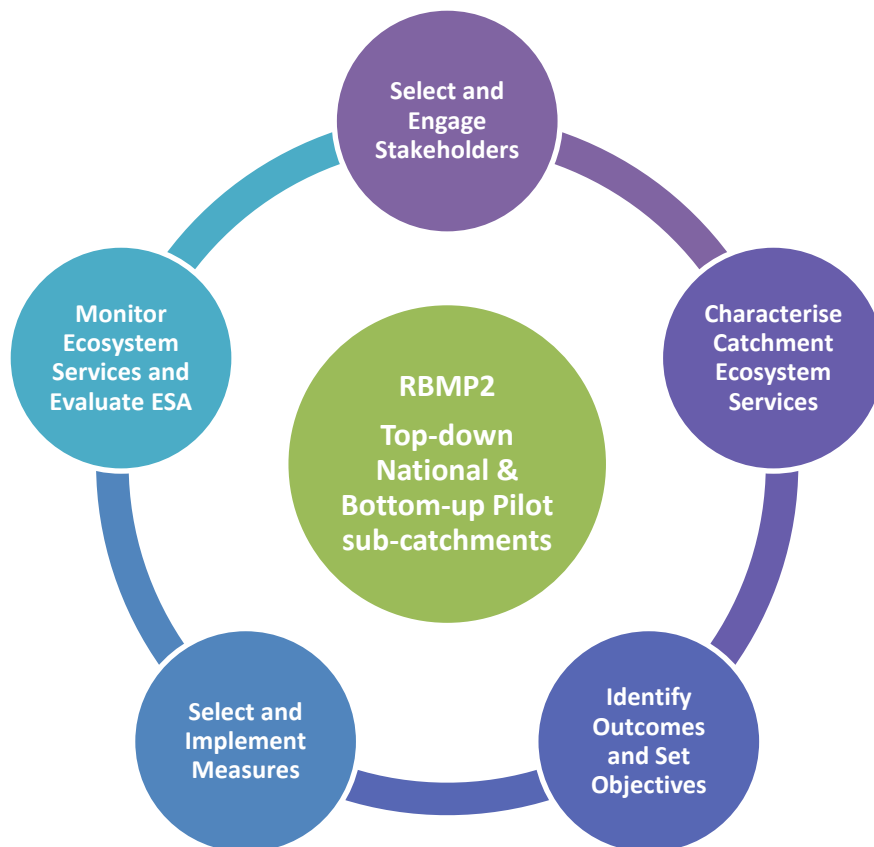 Select and
Engage
Stakeholders
Characterise
Catchment
Ecosystem
Services
Identify
Outcomes
and Set
Objectives
Select and
Implement
Measures
Monitor
Ecosystem
Services and
Evaluate ESA
RBMP2
Top-down
National &
Bottom-up Pilot
sub-catchments